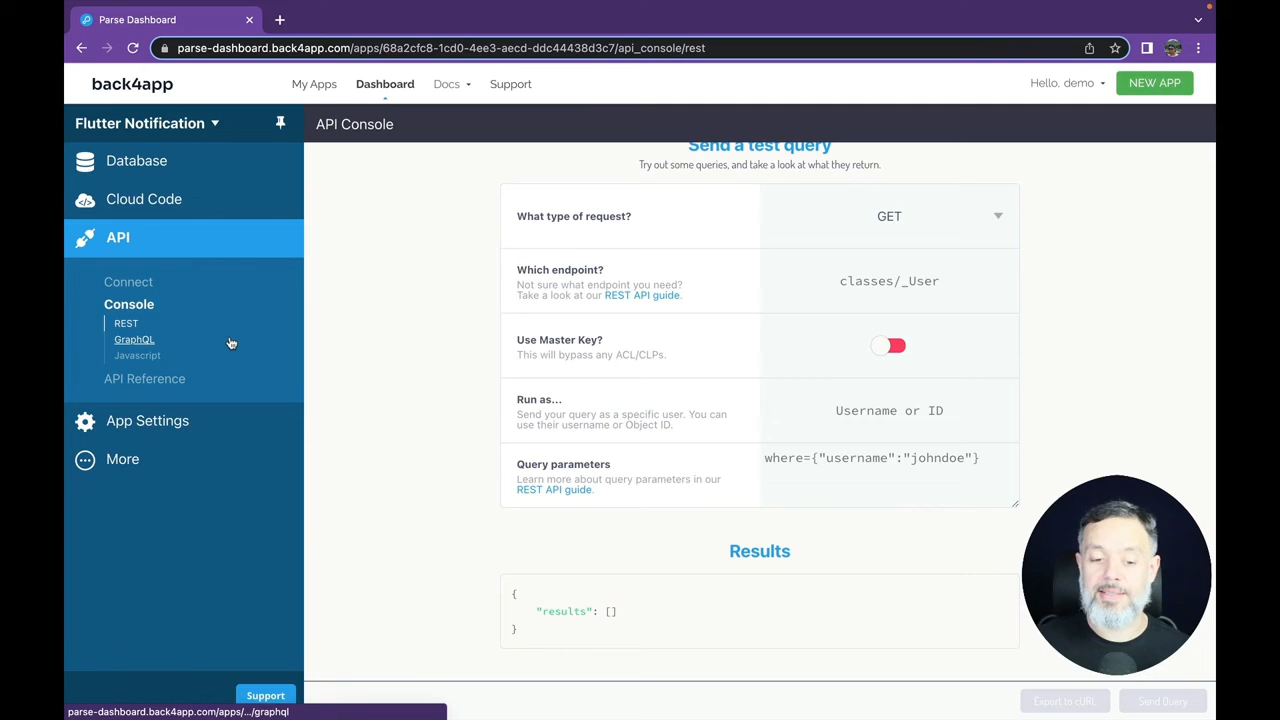 Parse Dashboard
parse-dashboard.back4app.com/apps/68a2cfc8-1cd0-4ee3-aecd-ddc44438d3c7/api_console/rest
back4app
My Apps
Dashboard
Docs
Support
Hello, demo
NEW APP
Flutter Notification
API Console
Database
Cloud Code
API
Connect
Console
REST
GraphQL
Javascript
API Reference
App Settings
More
Support
Send a test query
Try out some queries, and take a look at what they return.
What type of request?
GET
Which endpoint?
Not sure what endpoint you need?
Take a look at our REST API guide.
classes/_User
Use Master Key?
This will bypass any ACL/CLPs.
Run as...
Send your query as a specific user. You can
use their username or Object ID.
Username or ID
Query parameters
Learn more about query parameters in our
REST API guide.
where={"username":"johndoe"}
Results
{
"results": []
}
Export to cURL
Send Query
parse-dashboard.back4app.com/apps/.../graphql